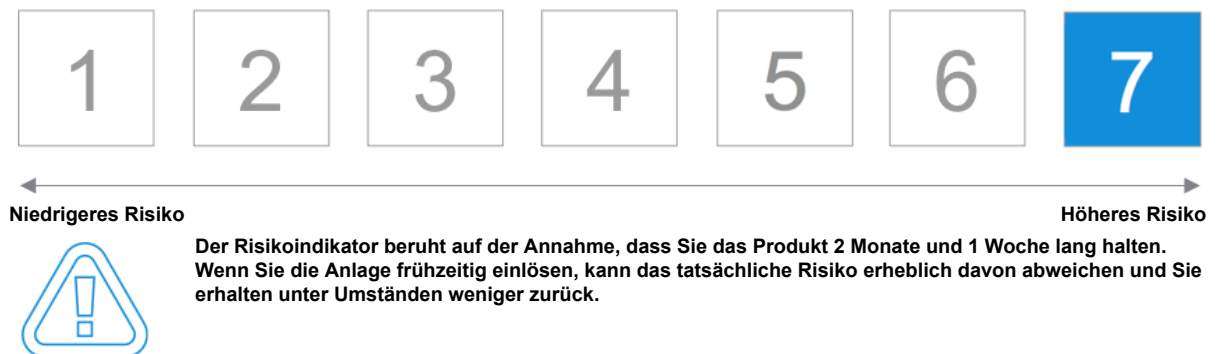 1 2 3 4 5 6 7
Niedrigeres Risiko Höheres Risiko
Der Risikoindikator beruht auf der Annahme, dass Sie das Produkt 2 Monate und 1 Woche lang halten.
Wenn Sie die Anlage frühzeitig einlösen, kann das tatsächliche Risiko erheblich davon abweichen und Sie
erhalten unter Umständen weniger zurück.